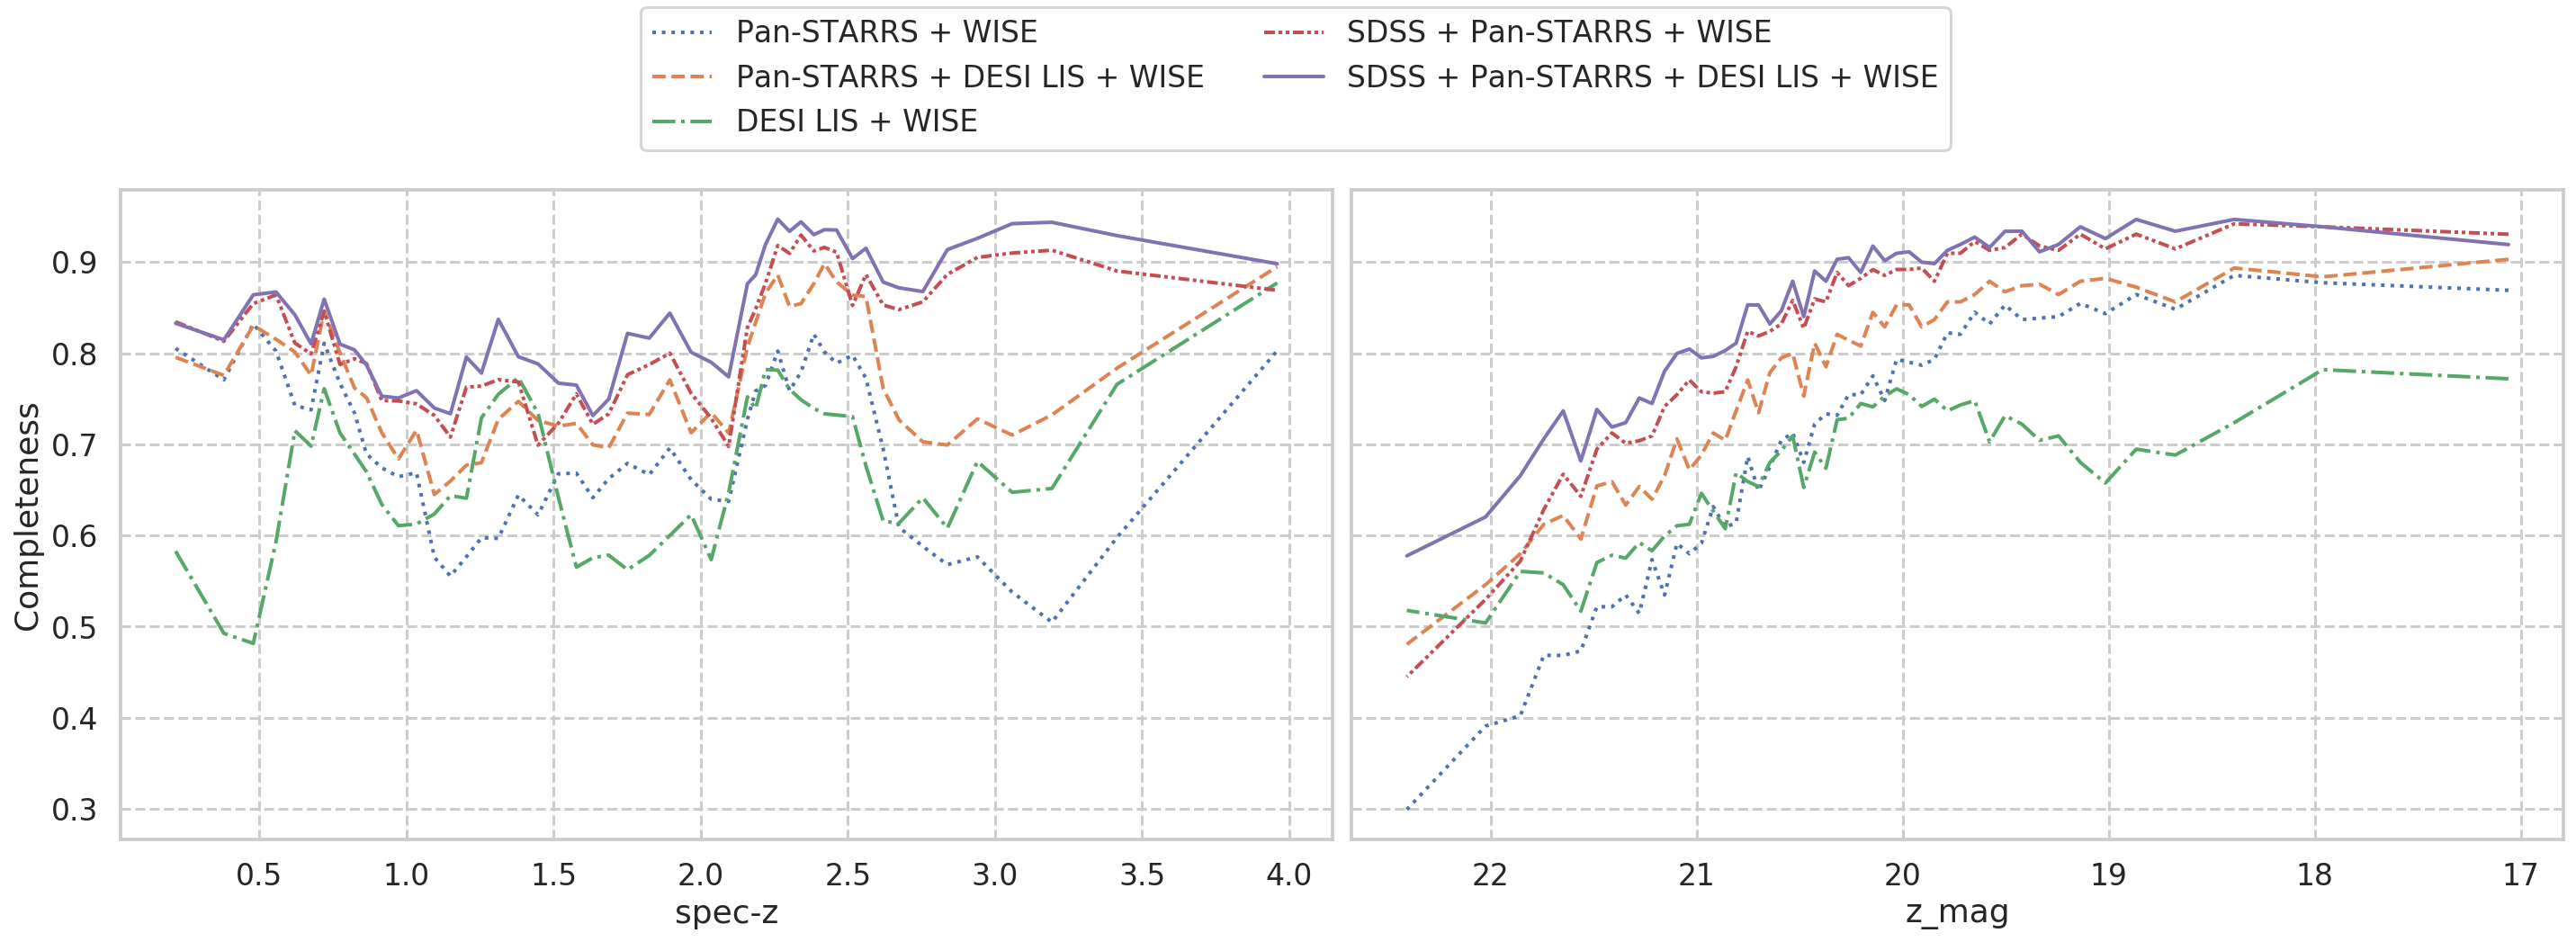 Pan-STARRS + WISE
Pan-STARRS + DESI LIS + WISE
DESI LIS + WISE
SDSS + Pan-STARRS + WISE
SDSS + Pan-STARRS + DESI LIS + WISE
Completeness
0.9
0.8
0.7
0.6
0.5
0.4
0.3
0.5 1.0 1.5 2.0 2.5 3.0 3.5 4.0
spec-z
22 21 20 19 18 17
z_mag